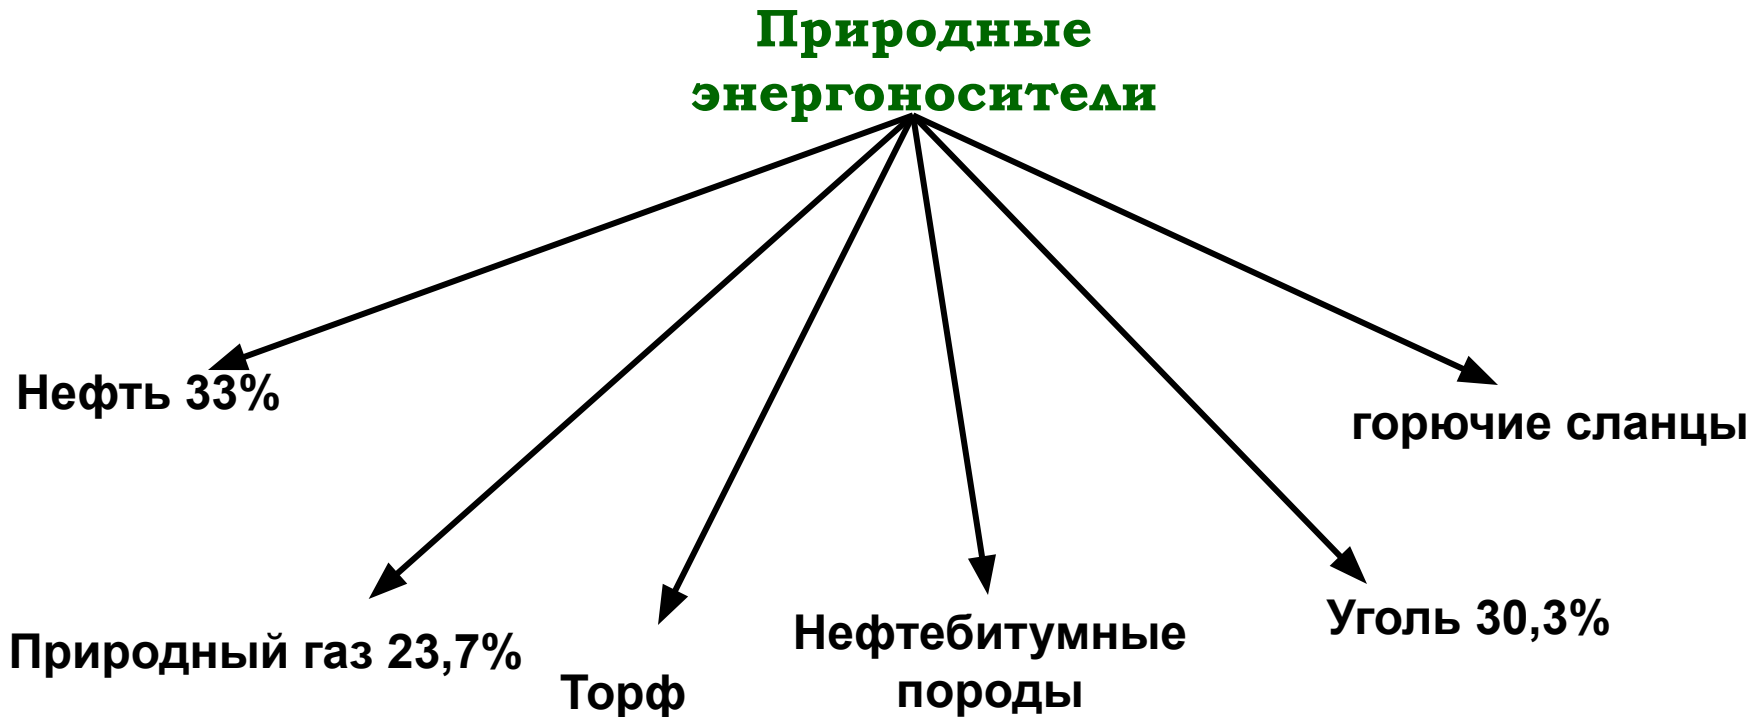 Природные
энергоносители
Нефть 33%
горючие сланцы
Природный газ 23,7%
Торф
Нефтебитумные
породы
Уголь 30,3%